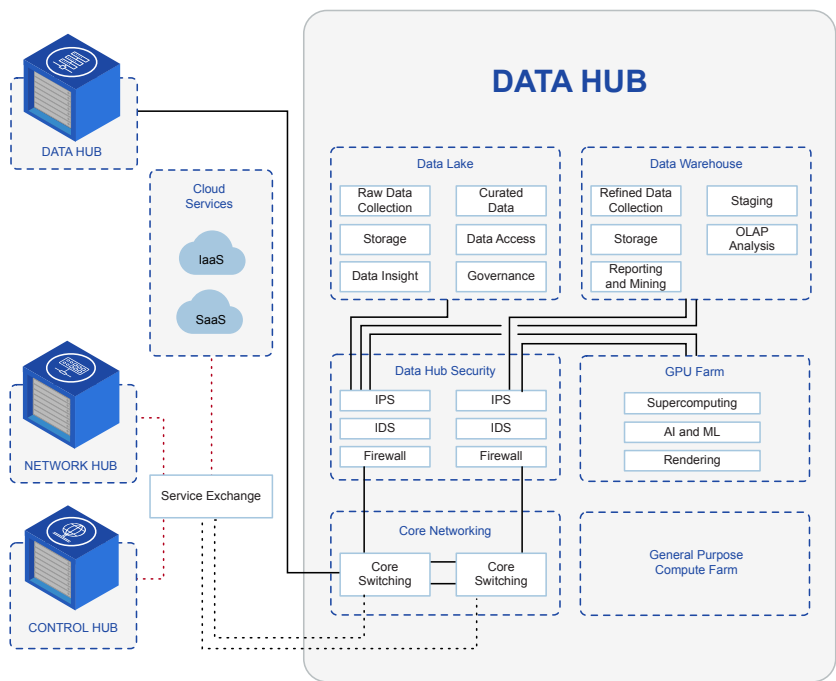 DATA HUB
DATA HUB
Cloud
Services
IaaS
SaaS
NETWORK HUB
Service Exchange
CONTROL HUB
Data Lake
Raw Data
Collection
Curated
Data
Storage
Data Access
Data Insight
Governance
Data Warehouse
Refined Data
Collection
Staging
Storage
OLAP
Analysis
Reporting
and Mining
Data Hub Security
IPS
IPS
IDS
IDS
Firewall
Firewall
GPU Farm
Supercomputing
AI and ML
Rendering
Core Networking
Core
Switching
Core
Switching
General Purpose
Compute Farm